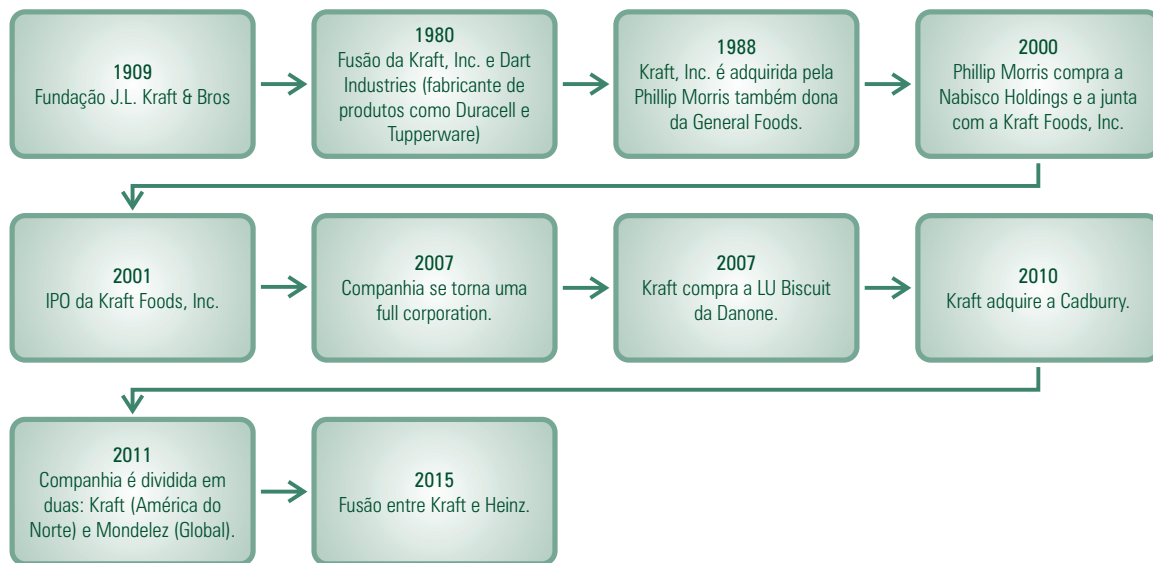 1909
Fundação J.L. Kraft & Bros
1980
Fusão da Kraft, Inc. e Dart
Industries (fabricante de
produtos como Duracell e
Tupperware)
1988
Kraft, Inc. é adquirida pela
Phillip Morris também dona
da General Foods.
2000
Phillip Morris compra a
Nabisco Holdings e a junta
com a Kraft Foods, Inc.
2001
IPO da Kraft Foods, Inc.
2007
Companhia se torna uma
full corporation.
2007
Kraft compra a LU Biscuit
da Danone.
2010
Kraft adquire a Cadburry.
2011
Companhia é dividida em
duas: Kraft (América do
Norte) e Mondelez (Global).
2015
Fusão entre Kraft e Heinz.